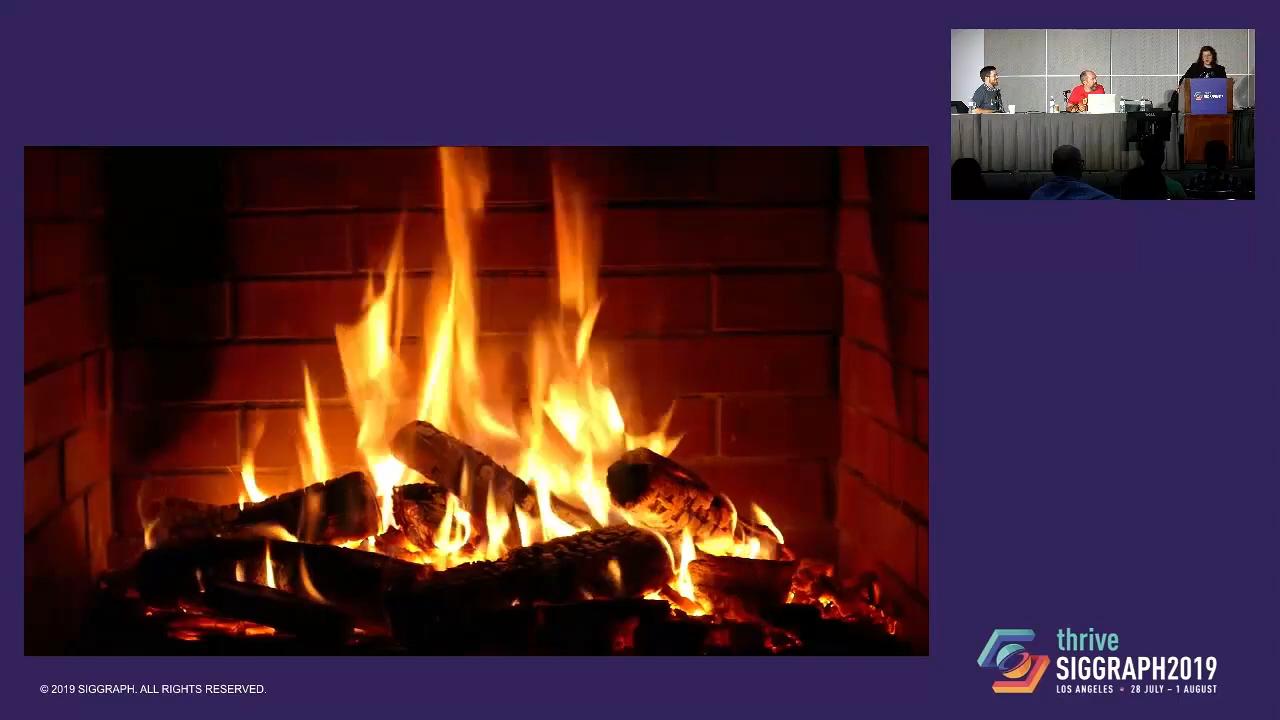 thrive
SIGGRAPH2019
LOS ANGELES • 28 JULY – 1 AUGUST
© 2019 SIGGRAPH. ALL RIGHTS RESERVED.